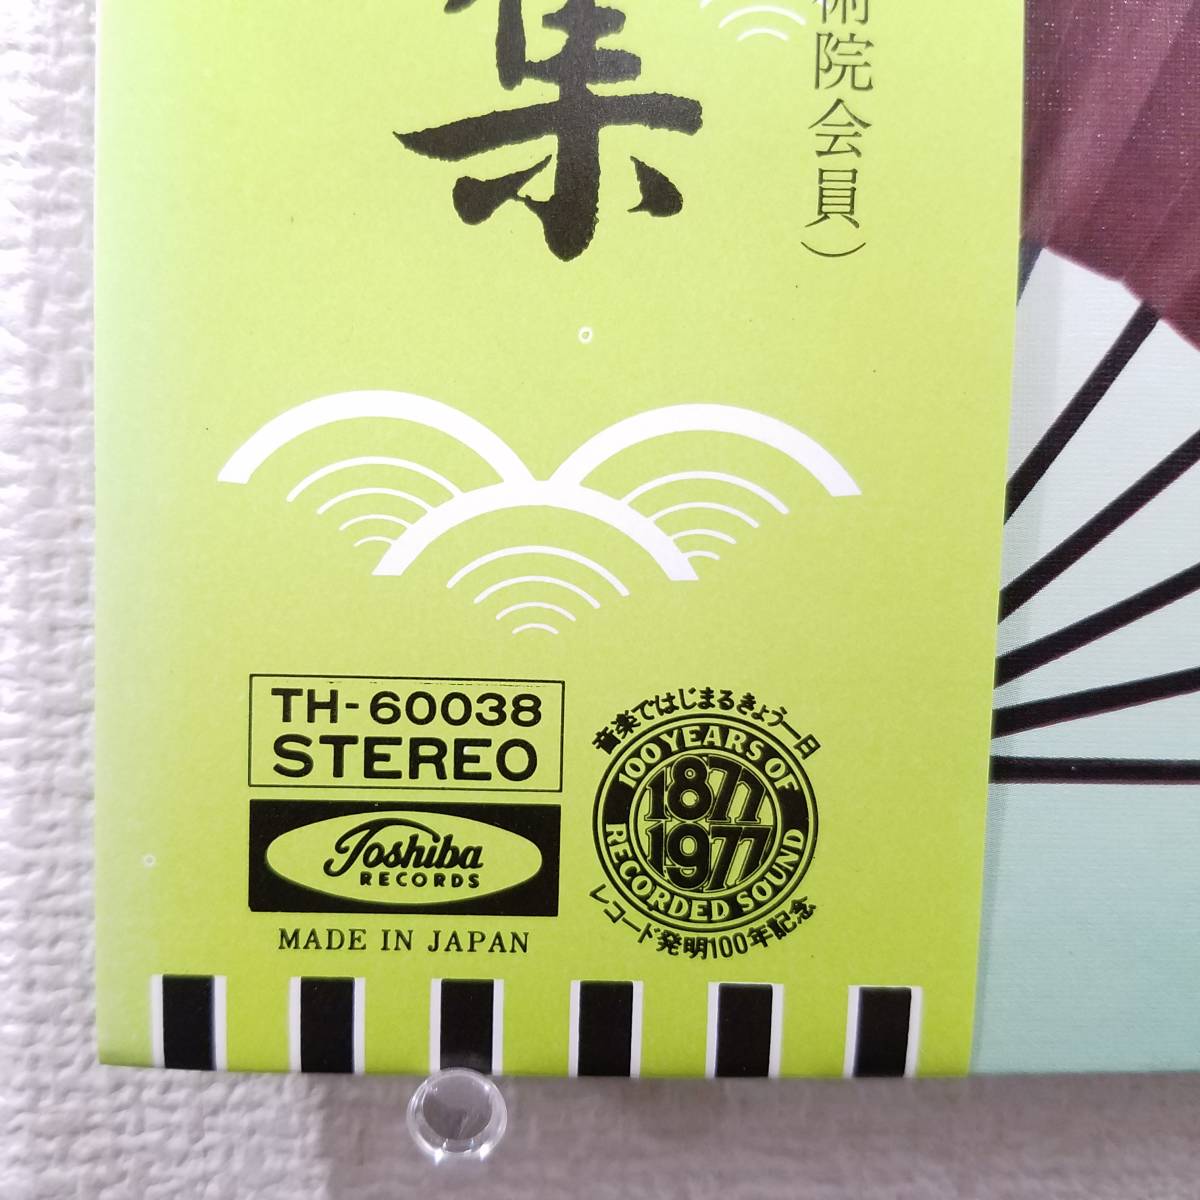 集
術院会員）
TH-60038
STEREO
Toshiba
RECORDS
MADE IN JAPAN
音楽ではじまるきょう一日
100 YEARS OF
1877
1977
RECORDED SOUND
レコード発明100年記念